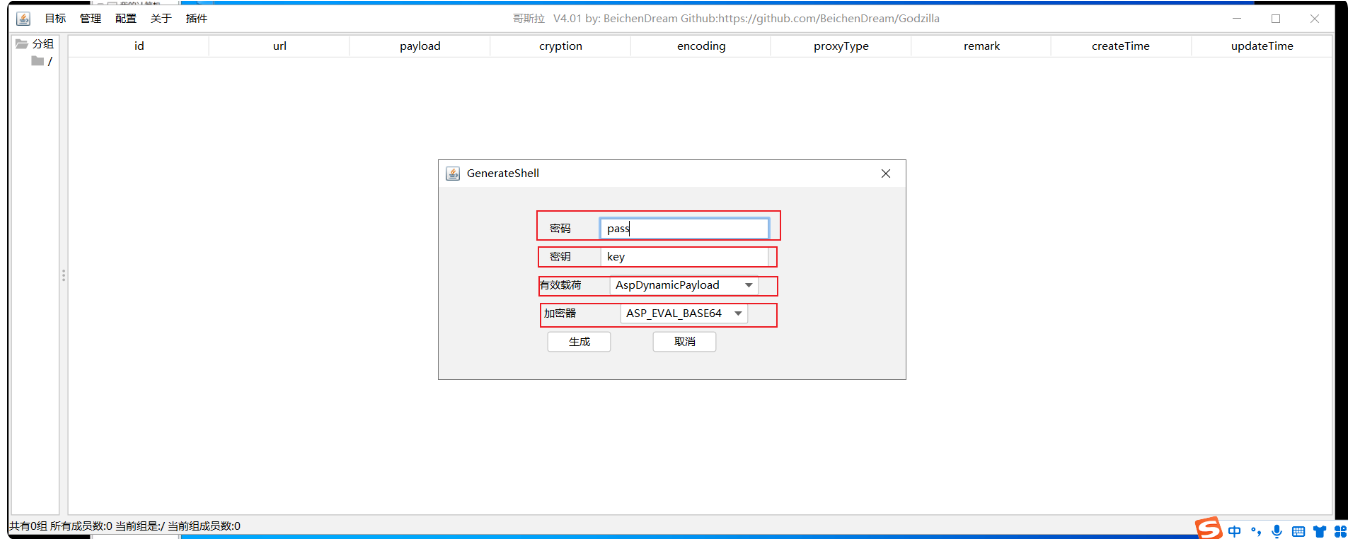 目标 管理 配置 关于 插件 哥斯拉 V4.01 by: BeichenDream Github:https://github.com/BeichenDream/Godzilla
分组 id url payload cryption encoding proxyType remark createTime updateTime
/
GenerateShell
密码 pass
密钥 key
有效载荷 AspDynamicPayload
加密器 ASP_EVAL_BASE64
生成 取消
共有0组 所有成员数:0 当前组是:/ 当前组成员数:0
S 中